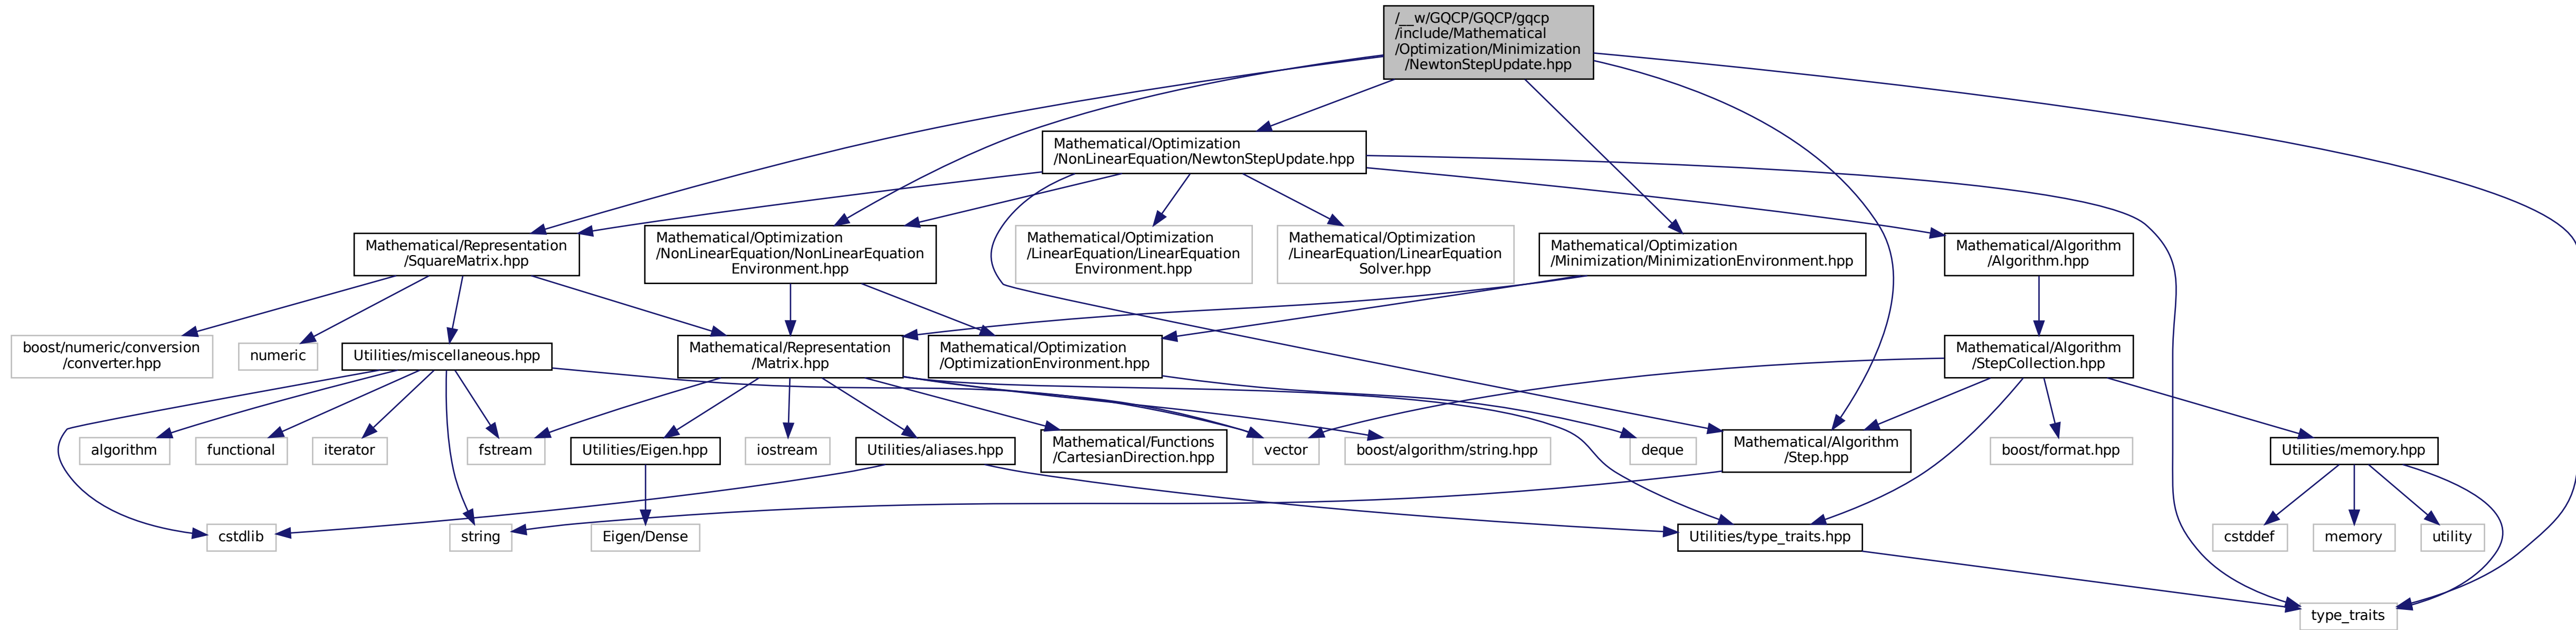 /__w/GQCP/GQCP/gqcp
/include/Mathematical
/Optimization/Minimization
/NewtonStepUpdate.hpp
Mathematical/Optimization
/NonLinearEquation/NewtonStepUpdate.hpp
Mathematical/Representation
/SquareMatrix.hpp
Mathematical/Optimization
/NonLinearEquation/NonLinearEquation
Environment.hpp
Mathematical/Optimization
/LinearEquation/LinearEquation
Environment.hpp
Mathematical/Optimization
/LinearEquation/LinearEquation
Solver.hpp
Mathematical/Optimization
/Minimization/MinimizationEnvironment.hpp
Mathematical/Algorithm
/Algorithm.hpp
boost/numeric/conversion
/converter.hpp
numeric
Utilities/miscellaneous.hpp
Mathematical/Representation
/Matrix.hpp
Mathematical/Optimization
/OptimizationEnvironment.hpp
Mathematical/Algorithm
/StepCollection.hpp
algorithm
functional
iterator
fstream
Utilities/Eigen.hpp
iostream
Utilities/aliases.hpp
Mathematical/Functions
/CartesianDirection.hpp
vector
boost/algorithm/string.hpp
deque
Mathematical/Algorithm
/Step.hpp
boost/format.hpp
Utilities/memory.hpp
cstdlib
string
Eigen/Dense
Utilities/type_traits.hpp
cstddef
memory
utility
type_traits